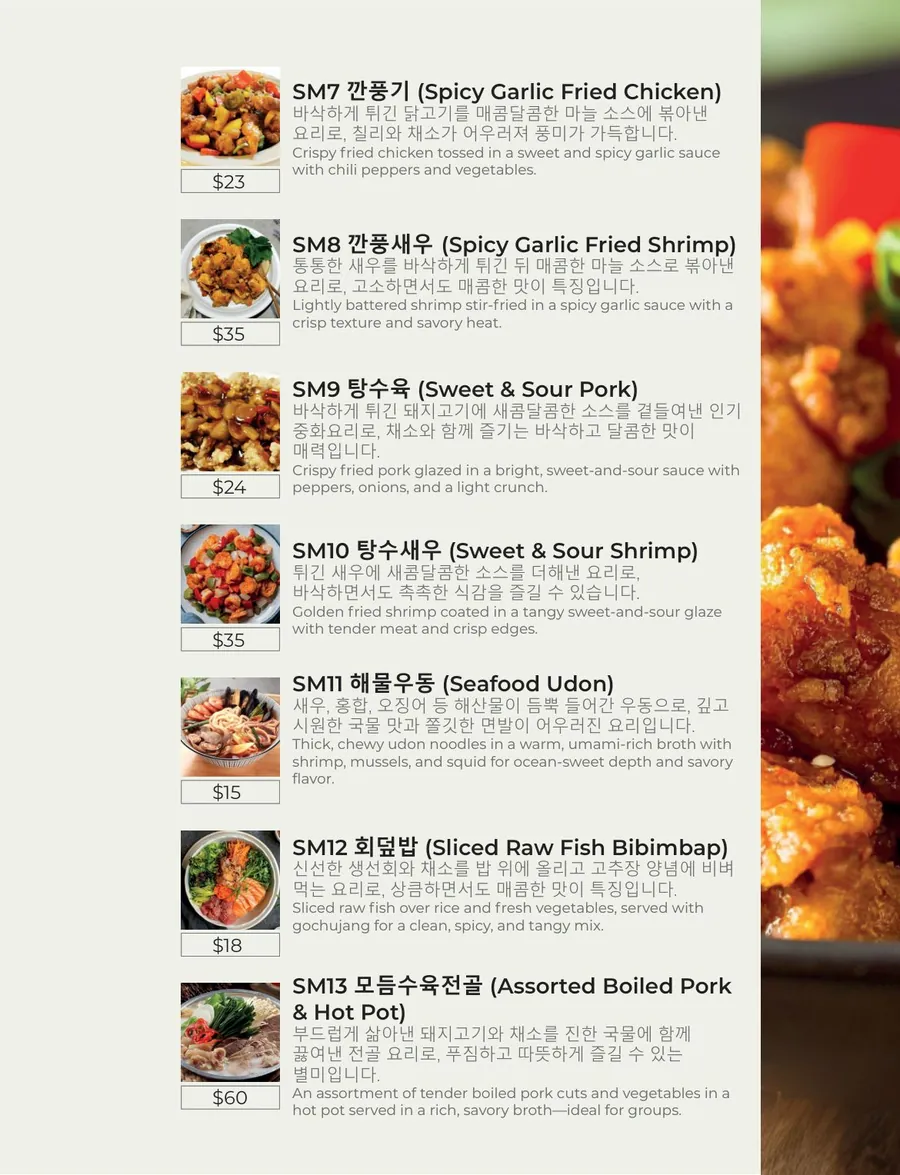 SM7 깐풍기 (Spicy Garlic Fried Chicken)
바삭하게 튀긴 닭고기를 매콤달콤한 마늘 소스에 볶아낸
요리로, 칠리와 채소가 어우러져 풍미가 가득합니다.
Crispy fried chicken tossed in a sweet and spicy garlic sauce
with chili peppers and vegetables.
$23
SM8 깐풍새우 (Spicy Garlic Fried Shrimp)
통통한 새우를 바삭하게 튀긴 뒤 매콤한 마늘 소스로 볶아낸
요리로, 고소하면서도 매콤한 맛이 특징입니다.
Lightly battered shrimp stir-fried in a spicy garlic sauce with a
crisp texture and savory heat.
$35
SM9 탕수육 (Sweet & Sour Pork)
바삭하게 튀긴 돼지고기에 새콤달콤한 소스를 곁들여낸 인기
중화요리로, 채소와 함께 즐기는 바삭하고 달콤한 맛이
매력입니다.
Crispy fried pork glazed in a bright, sweet-and-sour sauce with
peppers, onions, and a light crunch.
$24
SM10 탕수새우 (Sweet & Sour Shrimp)
튀긴 새우에 새콤달콤한 소스를 더해낸 요리로,
바삭하면서도 촉촉한 식감을 즐길 수 있습니다.
Golden fried shrimp coated in a tangy sweet-and-sour glaze
with tender meat and crisp edges.
$35
SM11 해물우동 (Seafood Udon)
새우, 홍합, 오징어 등 해산물이 듬뿍 들어간 우동으로, 깊고
시원한 국물 맛과 쫄깃한 면발이 어우러진 요리입니다.
Thick, chewy udon noodles in a warm, umami-rich broth with
shrimp, mussels, and squid for ocean-sweet depth and savory
flavor.
$15
SM12 회덮밥 (Sliced Raw Fish Bibimbap)
신선한 생선회와 채소를 밥 위에 올리고 고추장 양념에 비벼
먹는 요리로, 상큼하면서도 매콤한 맛이 특징입니다.
Sliced raw fish over rice and fresh vegetables, served with
gochujang for a clean, spicy, and tangy mix.
$18
SM13 모듬수육전골 (Assorted Boiled Pork
& Hot Pot)
부드럽게 삶아낸 돼지고기와 채소를 진한 국물에 함께
끓여낸 전골 요리로, 푸짐하고 따뜻하게 즐길 수 있는
별미입니다.
An assortment of tender boiled pork cuts and vegetables in a
hot pot served in a rich, savory broth—ideal for groups.
$60